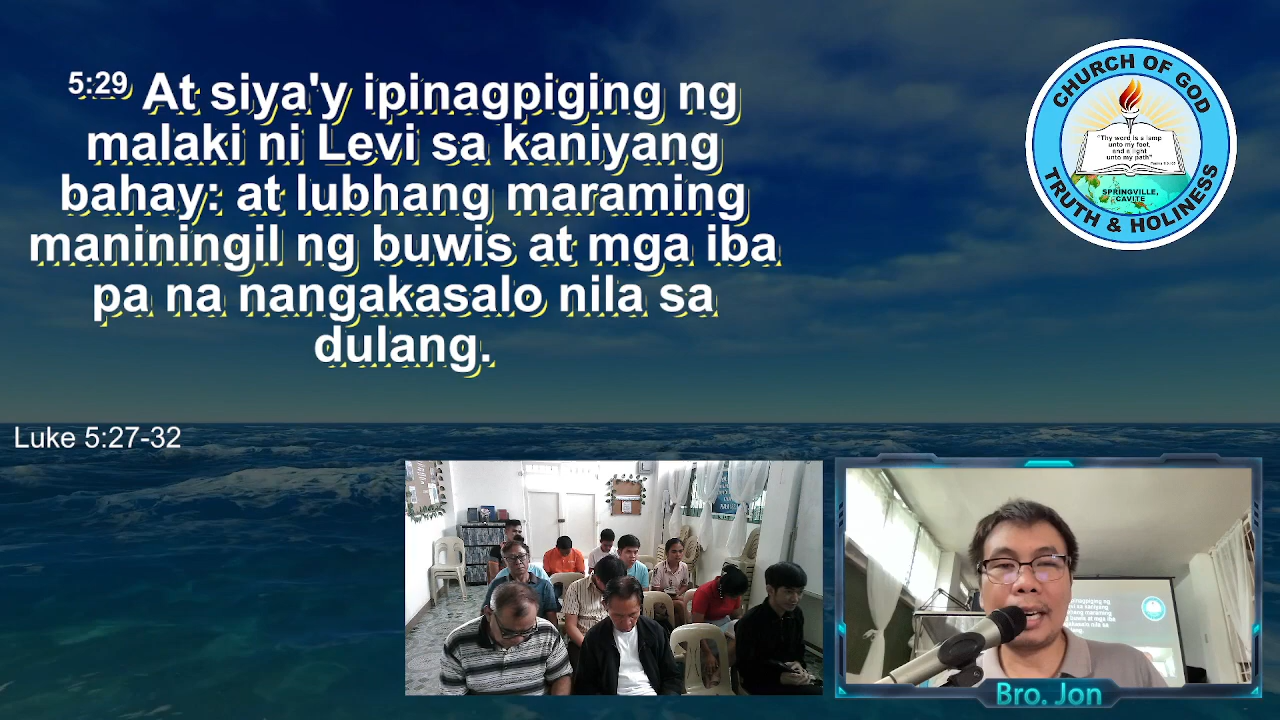 5:29 At siya'y ipinagpiging ng
malaki ni Levi sa kaniyang
bahay: at lubhang maraming
maniningil ng buwis at mga iba
pa na nangakasalo nila sa
dulang.
Luke 5:27-32
CHURCH OF GOD
"Thy word is a lamp
unto my feet,
and a light
unto my path"
SPRINGVILLE,
CAVITE
TRUTH & HOLINESS
Bro. Jon